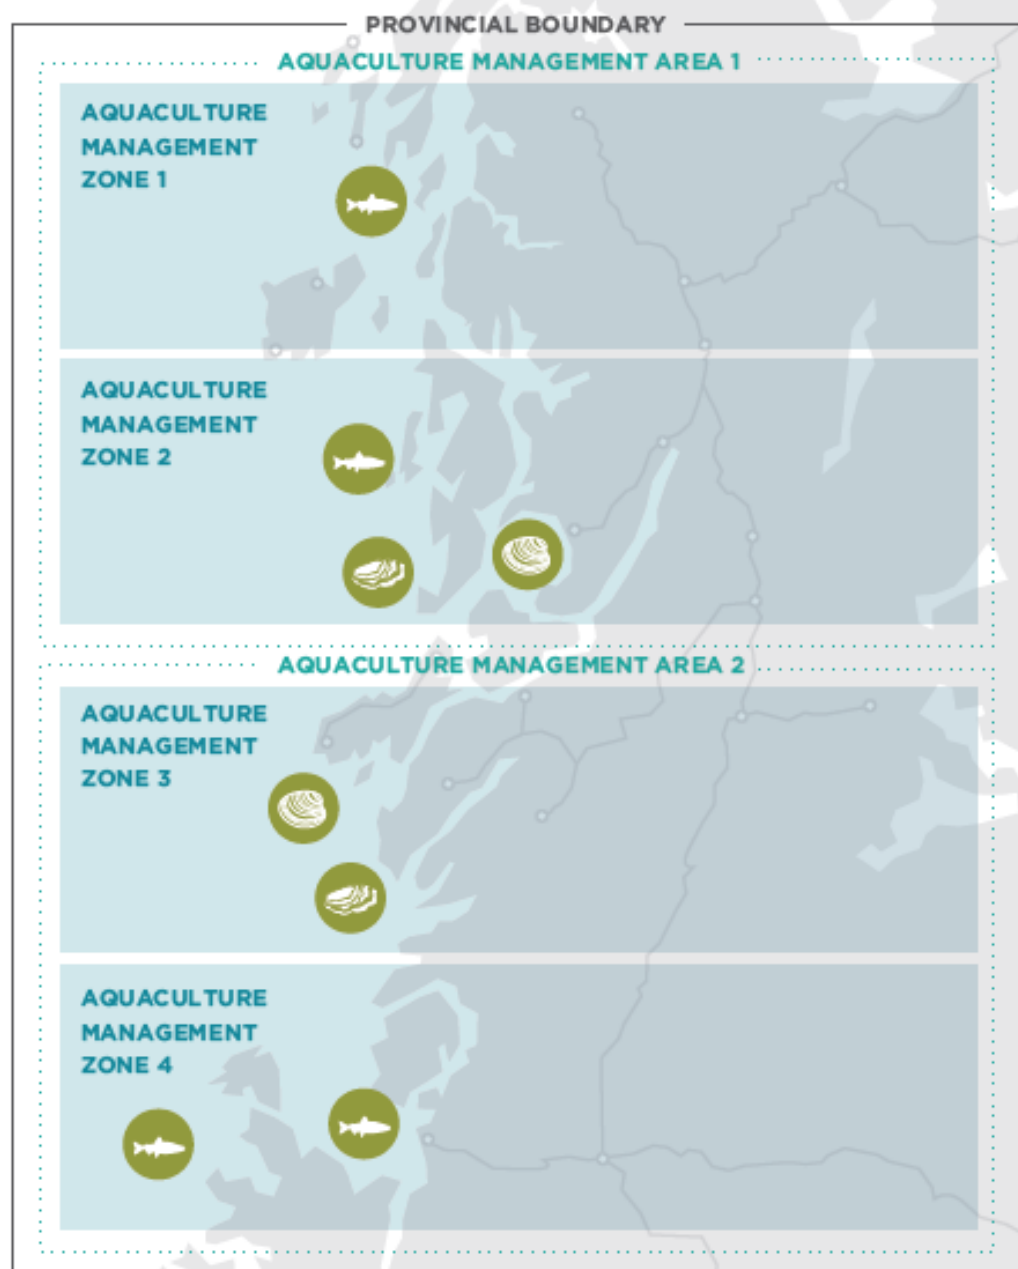 PROVINCIAL BOUNDARY
AQUACULTURE MANAGEMENT AREA 1
AQUACULTURE
MANAGEMENT
ZONE 1
AQUACULTURE
MANAGEMENT
ZONE 2
AQUACULTURE MANAGEMENT AREA 2
AQUACULTURE
MANAGEMENT
ZONE 3
AQUACULTURE
MANAGEMENT
ZONE 4